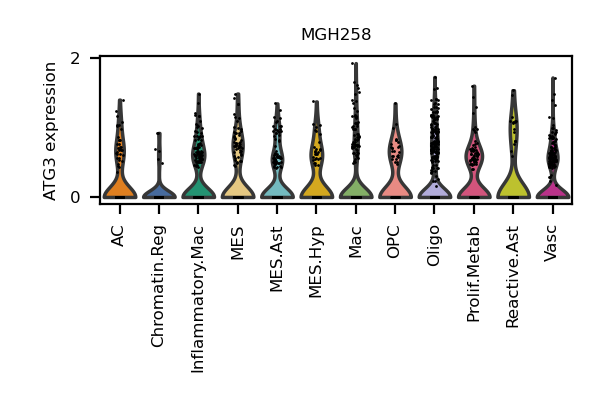 MGH258
ATG3 expression
2
0
AC
Chromatin.Reg
Inflammatory.Mac
MES
MES.Ast
MES.Hyp
Mac
OPC
Oligo
Prolif.Metab
Reactive.Ast
Vasc